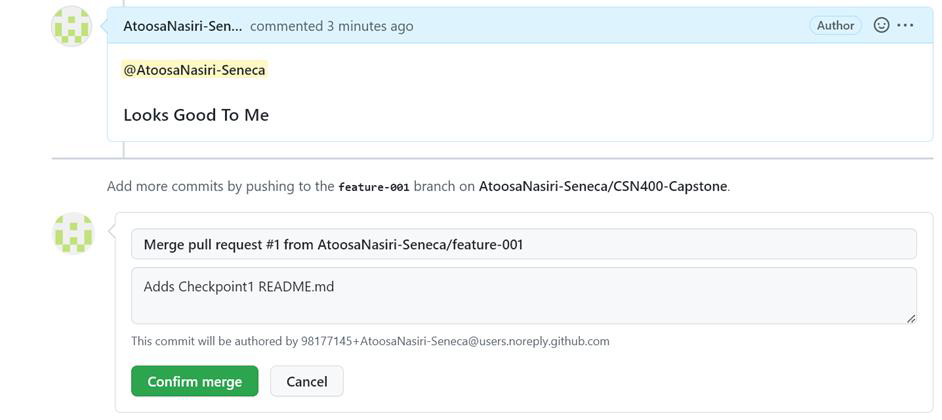 AtoosaNasiri-Sen... commented 3 minutes ago Author
@AtoosaNasiri-Seneca
Looks Good To Me
Add more commits by pushing to the feature-001 branch on AtoosaNasiri-Seneca/CSN400-Capstone.
Merge pull request #1 from AtoosaNasiri-Seneca/feature-001
Adds Checkpoint1 README.md
This commit will be authored by 98177145+AtoosaNasiri-Seneca@users.noreply.github.com
Confirm merge Cancel